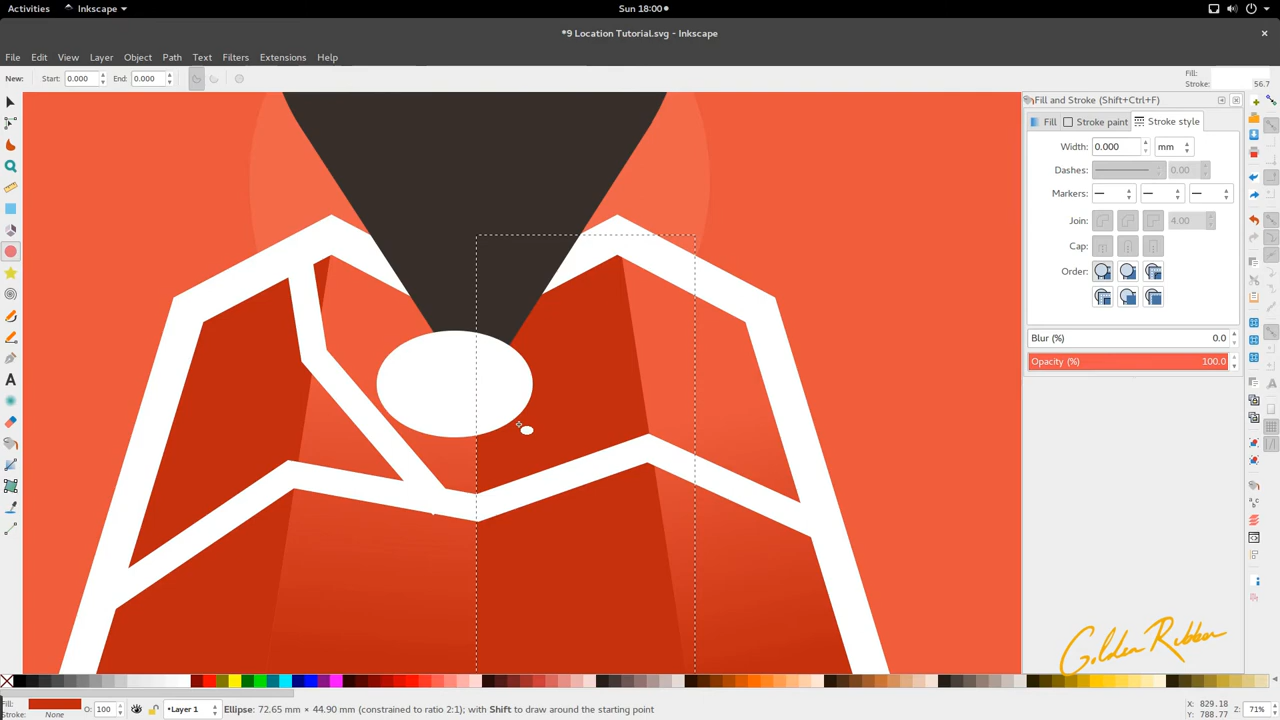 Activities Inkscape Sun 18:00
*9 Location Tutorial.svg - Inkscape
File Edit View Layer Object Path Text Filters Extensions Help
New: Start: 0.000 End: 0.000 Fill:
Stroke: 56.7
Fill and Stroke (Shift+Ctrl+F)
Fill Stroke paint Stroke style
Width: 0.000 mm
Dashes: 0.00
Markers:
Join: 4.00
Cap:
Order:
Blur (%) 0.0
Opacity (%) 100.0
Golden Ribbon
Fill: O: 100 Layer 1 Ellipse: 72.65 mm × 44.90 mm (constrained to ratio 2:1); with Shift to draw around the starting point X: 829.18 Z: 71%
Stroke: None Y: 788.77